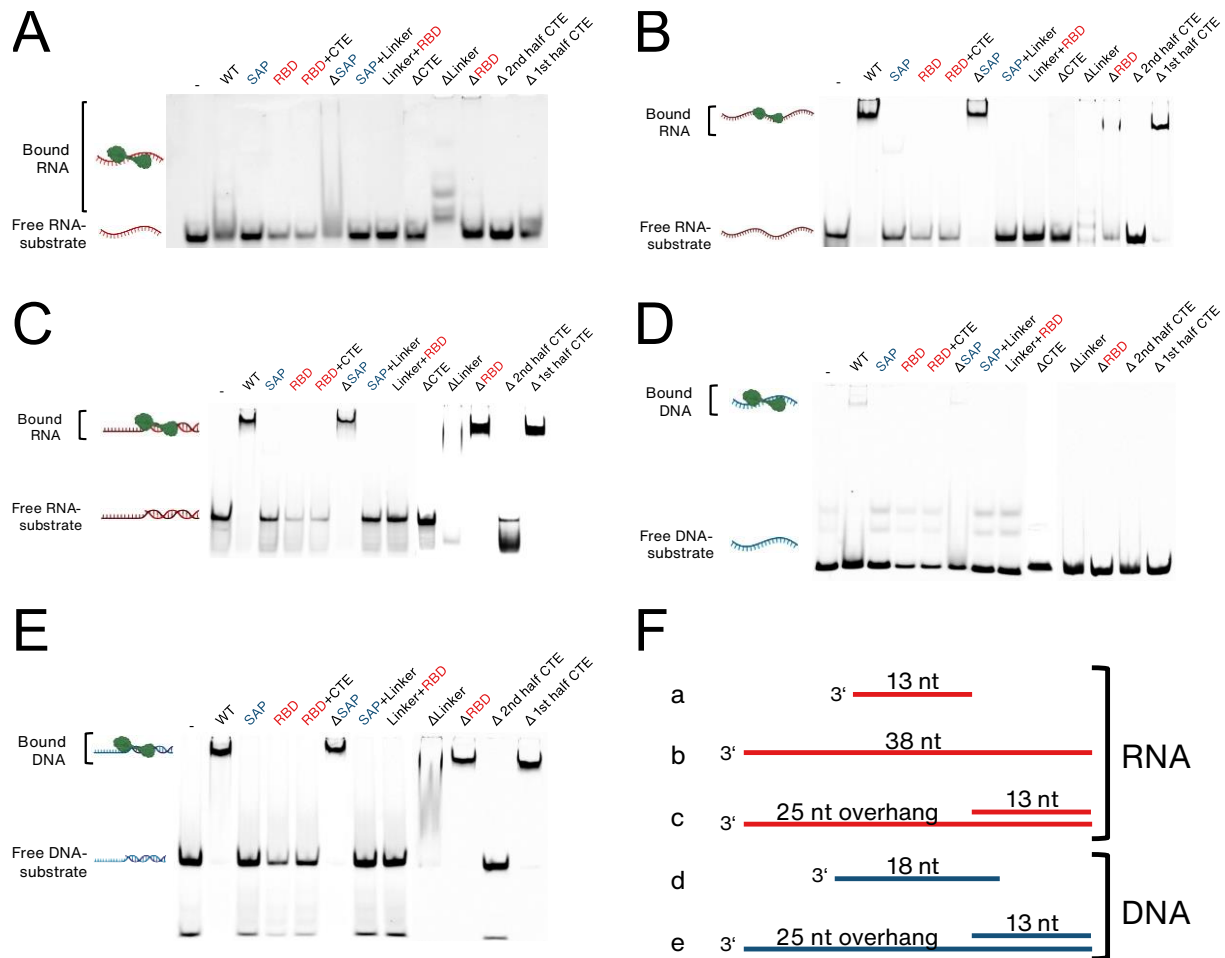 A
-
WT
SAP
RBD
RBD+CTE
ΔSAP
SAP+Linker
Linker+RBD
ΔCTE
ΔLinker
ΔRBD
Δ 2nd half CTE
Δ 1st half CTE
Bound
RNA
Free RNA-
substrate
B
-
WT
SAP
RBD
RBD+CTE
ΔSAP
SAP+Linker
Linker+RBD
ΔCTE
ΔLinker
ΔRBD
Δ 2nd half CTE
Δ 1st half CTE
Bound
RNA
Free RNA-
substrate
C
-
WT
SAP
RBD
RBD+CTE
ΔSAP
SAP+Linker
Linker+RBD
ΔCTE
ΔLinker
ΔRBD
Δ 2nd half CTE
Δ 1st half CTE
Bound
RNA
Free RNA-
substrate
D
-
WT
SAP
RBD
RBD+CTE
ΔSAP
SAP+Linker
Linker+RBD
ΔCTE
ΔLinker
ΔRBD
Δ 2nd half CTE
Δ 1st half CTE
Bound
DNA
Free DNA-
substrate
E
-
WT
SAP
RBD
RBD+CTE
ΔSAP
SAP+Linker
Linker+RBD
ΔLinker
ΔRBD
Δ 2nd half CTE
Δ 1st half CTE
Bound
DNA
Free DNA-
substrate
F
a 3‘ 13 nt
b 3‘ 38 nt
c 3‘ 25 nt overhang 13 nt
RNA
d 3‘ 18 nt
e 3‘ 25 nt overhang 13 nt
DNA